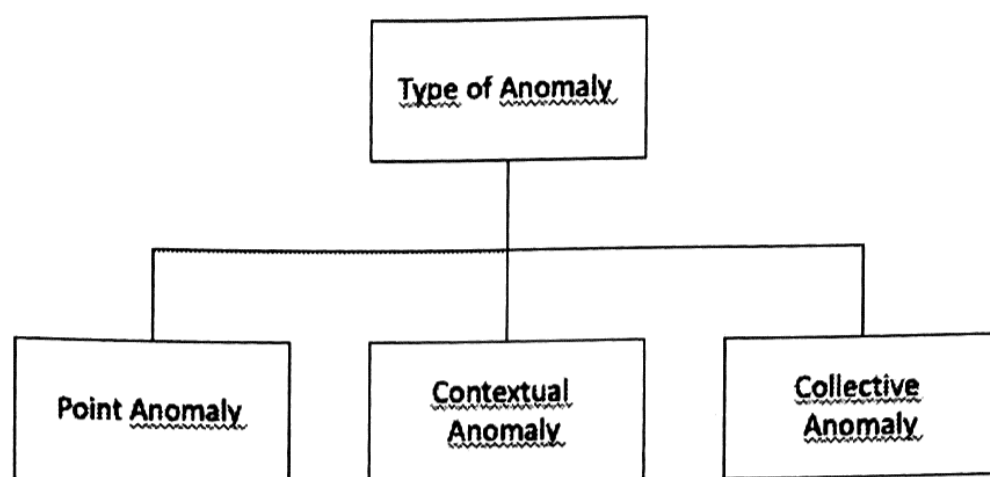 Type of Anomaly
Point Anomaly
Contextual
Anomaly
Collective
Anomaly